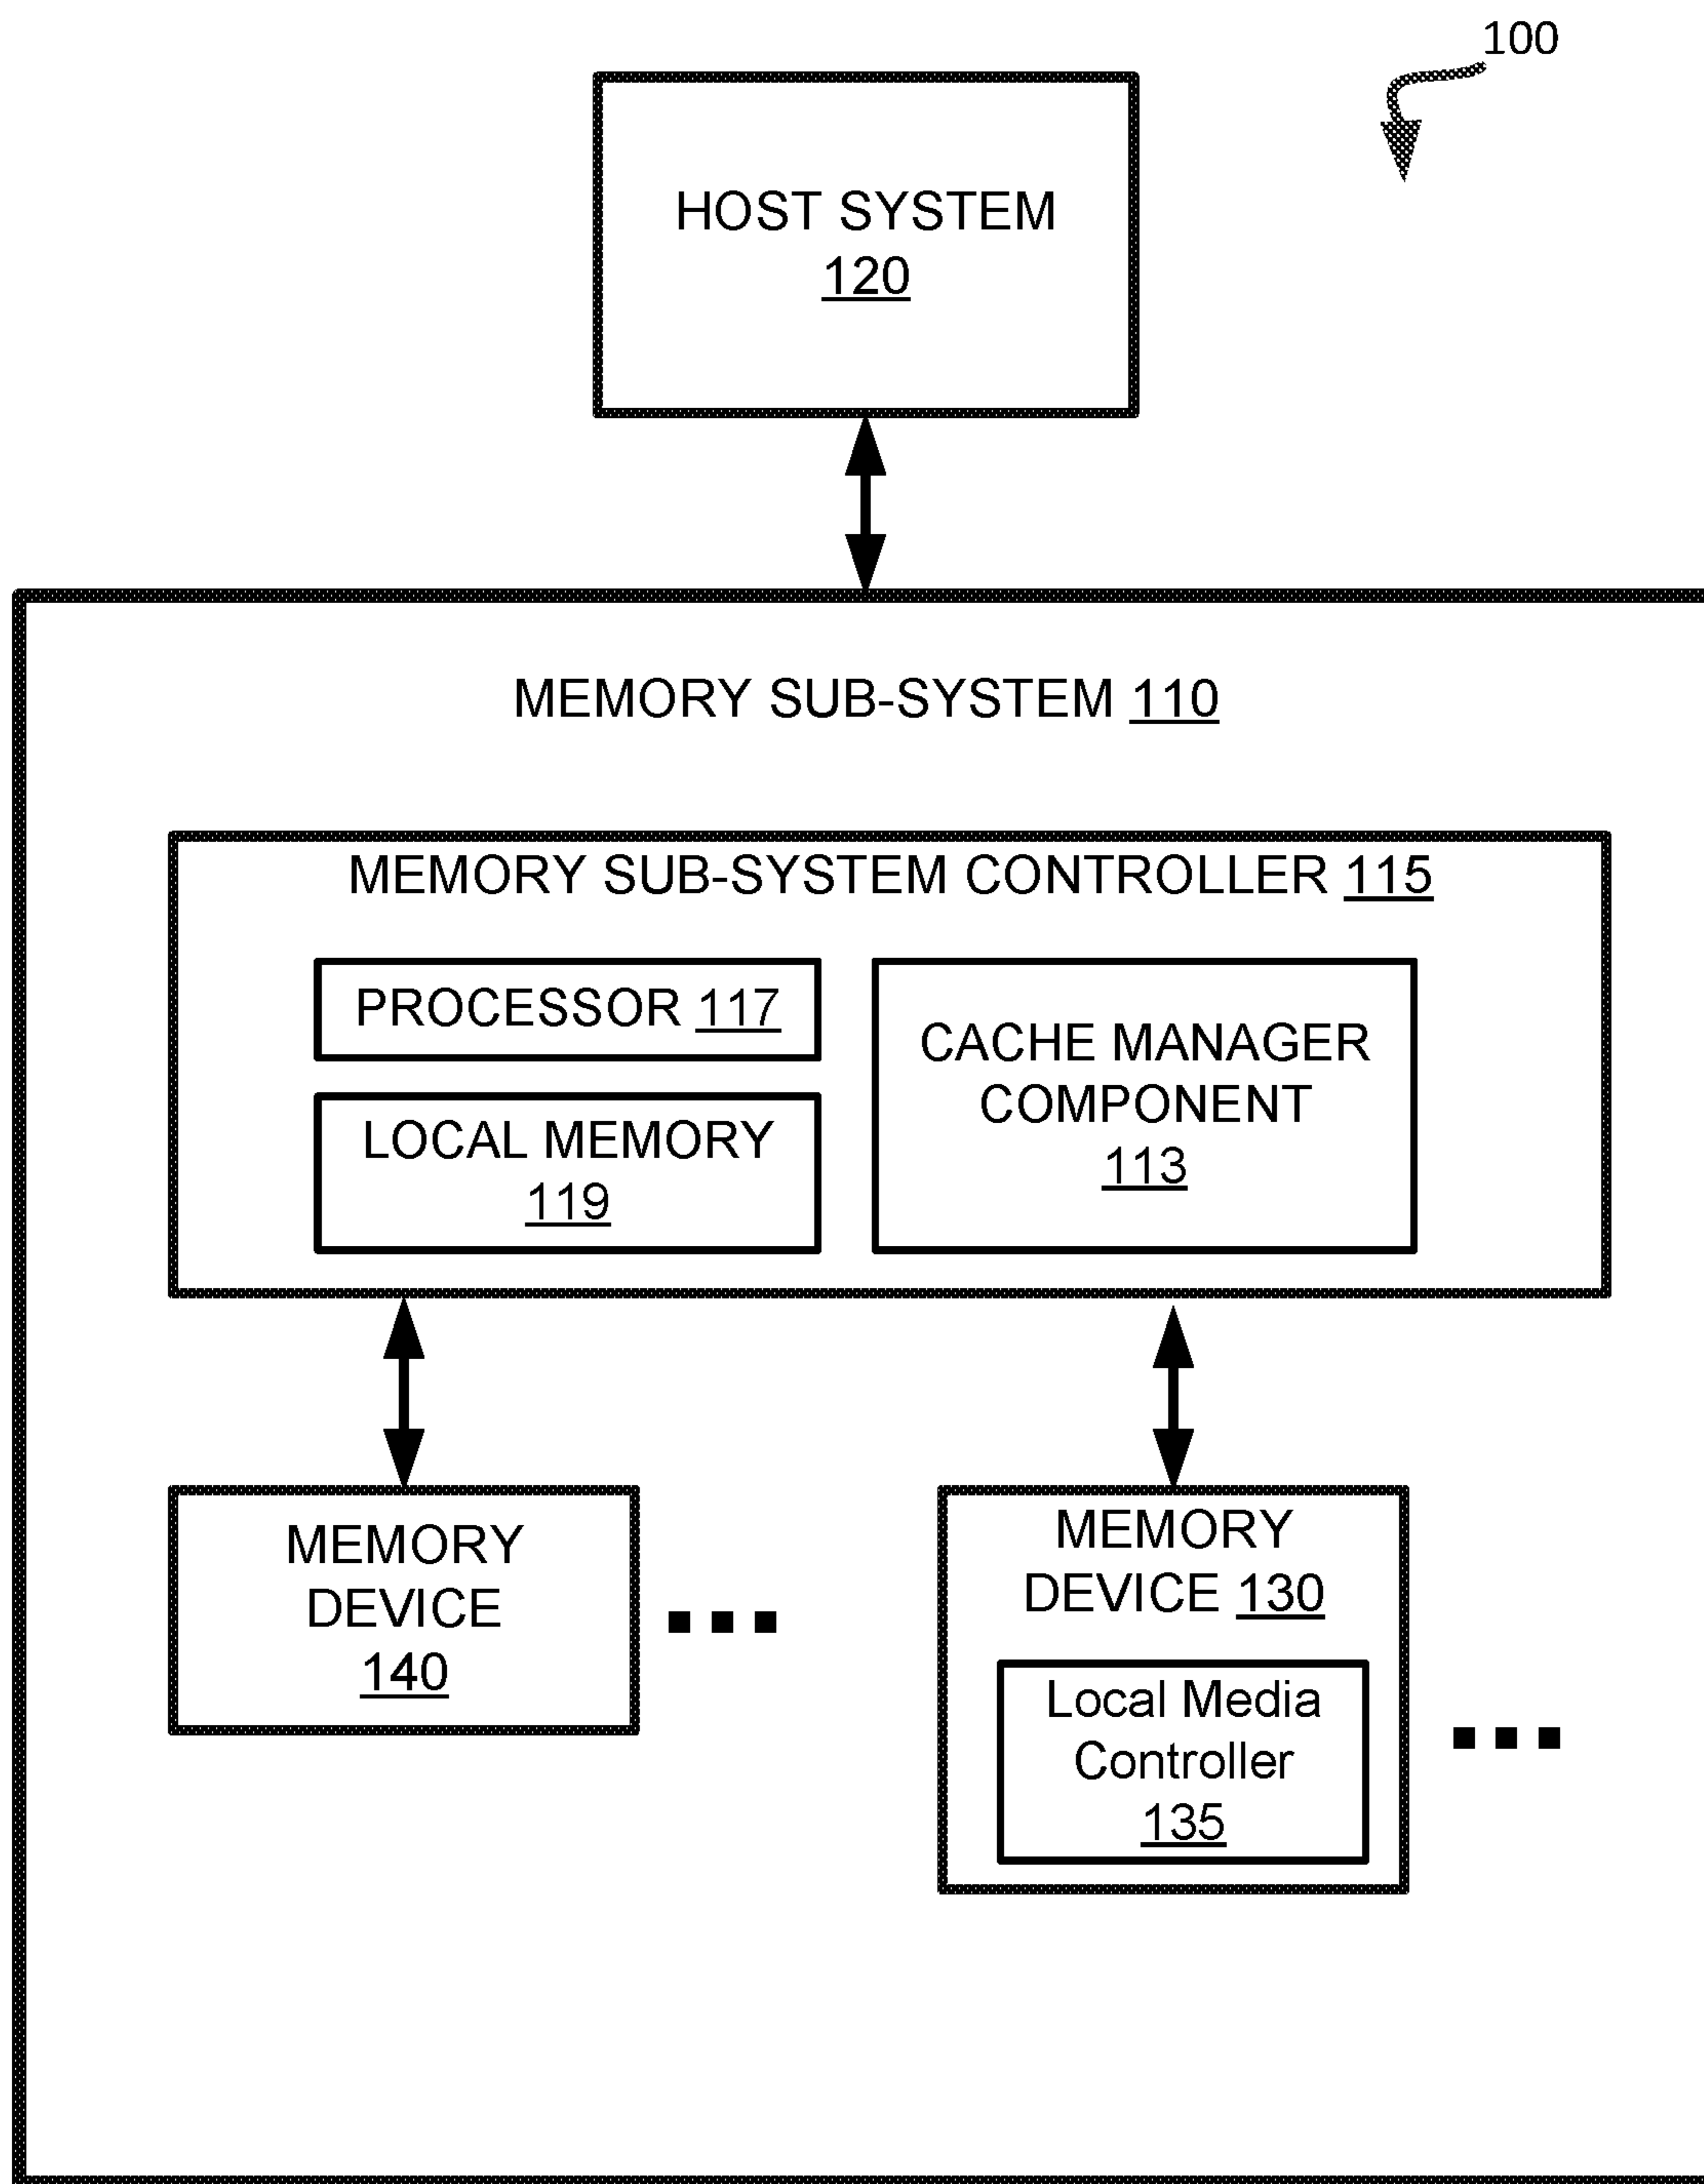 100
HOST SYSTEM
120
MEMORY SUB-SYSTEM 110
MEMORY SUB-SYSTEM CONTROLLER 115
PROCESSOR 117
LOCAL MEMORY
119
CACHE MANAGER
COMPONENT
113
MEMORY
DEVICE
140
MEMORY
DEVICE 130
Local Media
Controller
135